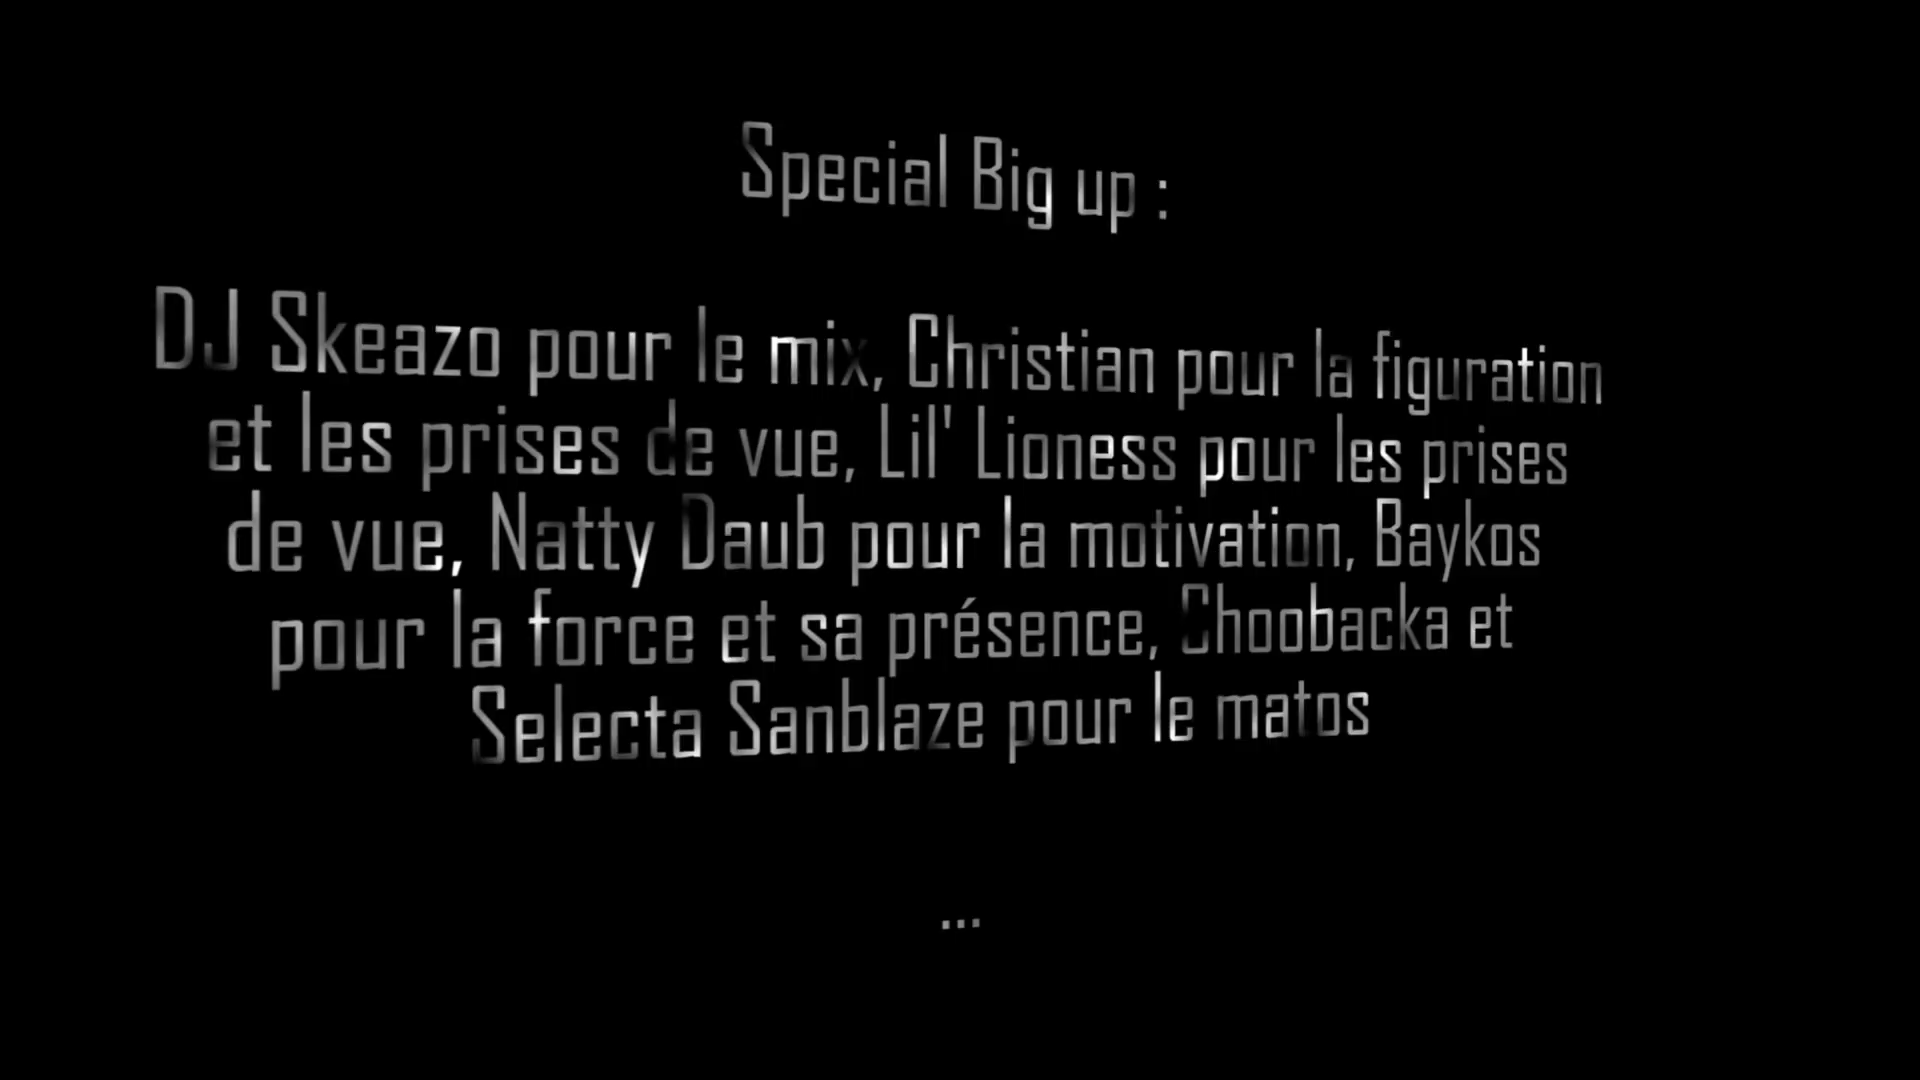 Special Big up :
DJ Skeazo pour le mix, Christian pour la figuration
et les prises de vue, Lil' Lioness pour les prises
de vue, Natty Daub pour la motivation, Baykos
pour la force et sa présence, Choobacka et
Selecta Sanblaze pour le matos
...